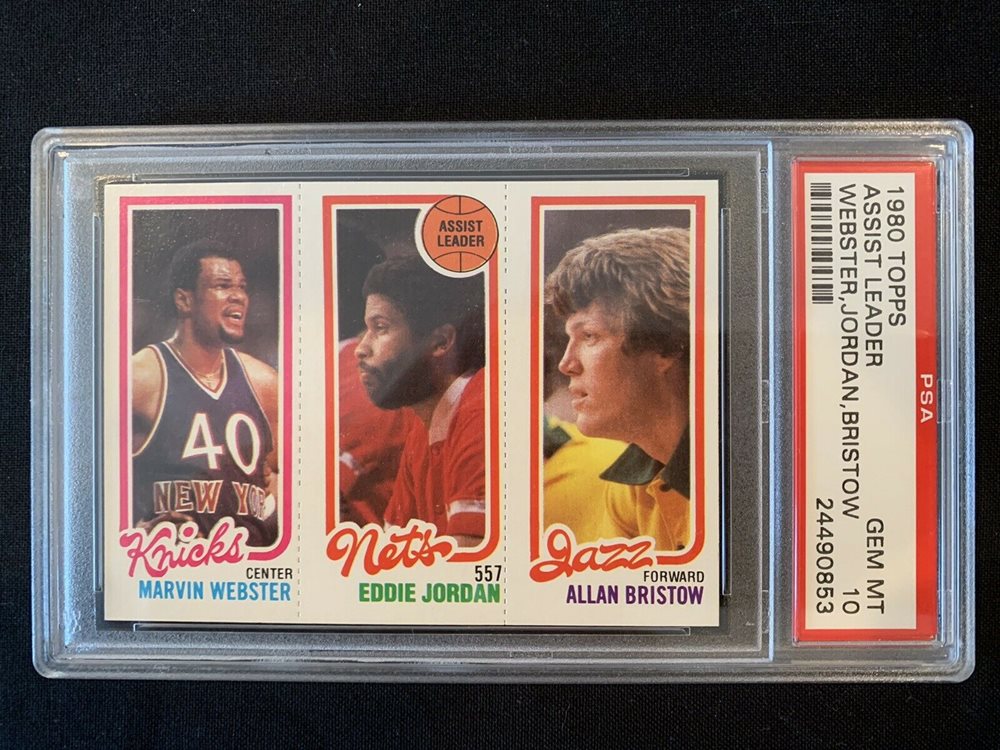 40
NEW YOR
Knicks
CENTER
MARVIN WEBSTER
ASSIST
LEADER
Nets
557
EDDIE JORDAN
Jazz
FORWARD
ALLAN BRISTOW
PSA
1980 TOPPS
ASSIST LEADER
WEBSTER,JORDAN,BRISTOW
GEM MT
10
24490853